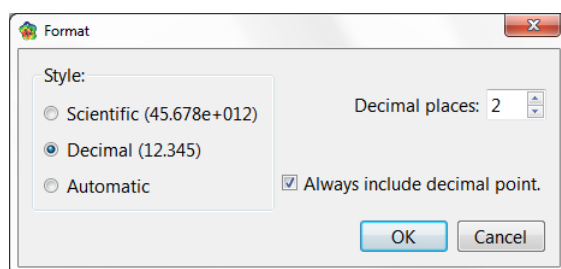 Format
Style:
Scientific (45.678e+012)
Decimal places: 2
Decimal (12.345)
Automatic
Always include decimal point.
OK
Cancel